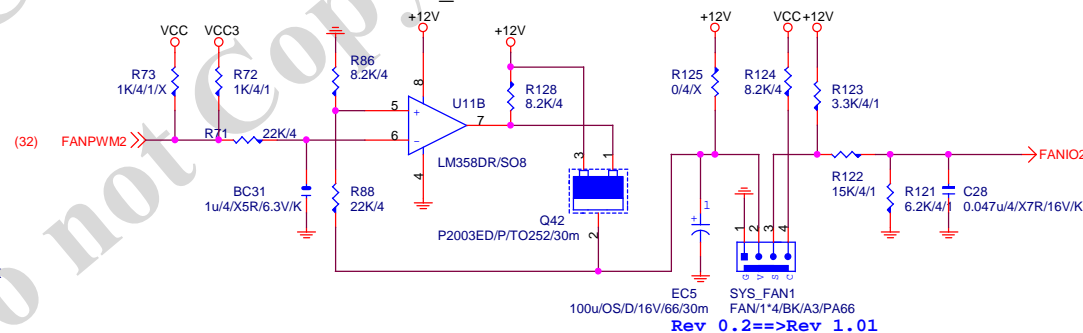 +12V
VCC
VCC3
+12V
+12V
VCC
+12V
R73
1K/4/1/X
R72
1K/4/1
R86
8.2K/4
8
U11B
R128
8.2K/4
R125
0/4/X
R124
8.2K/4
R123
3.3K/4/1
(32)
FANPWM2
R71
22K/4
5
+
6
-
7
4
LM358DR/SO8
3
1
FANIO2
BC31
1u/4/X5R/6.3V/K
R88
22K/4
Q42
P2003ED/P/TO252/30m
2
R122
15K/4/1
R121
6.2K/4/1
C28
0.047u/4/X7R/16V/K
1
+
1
2
3
4
G
V
S
C
EC5
100u/OS/D/16V/66/30m
SYS_FAN1
FAN/1*4/BK/A3/PA66
Rev 0.2==>Rev 1.01
o not Copy